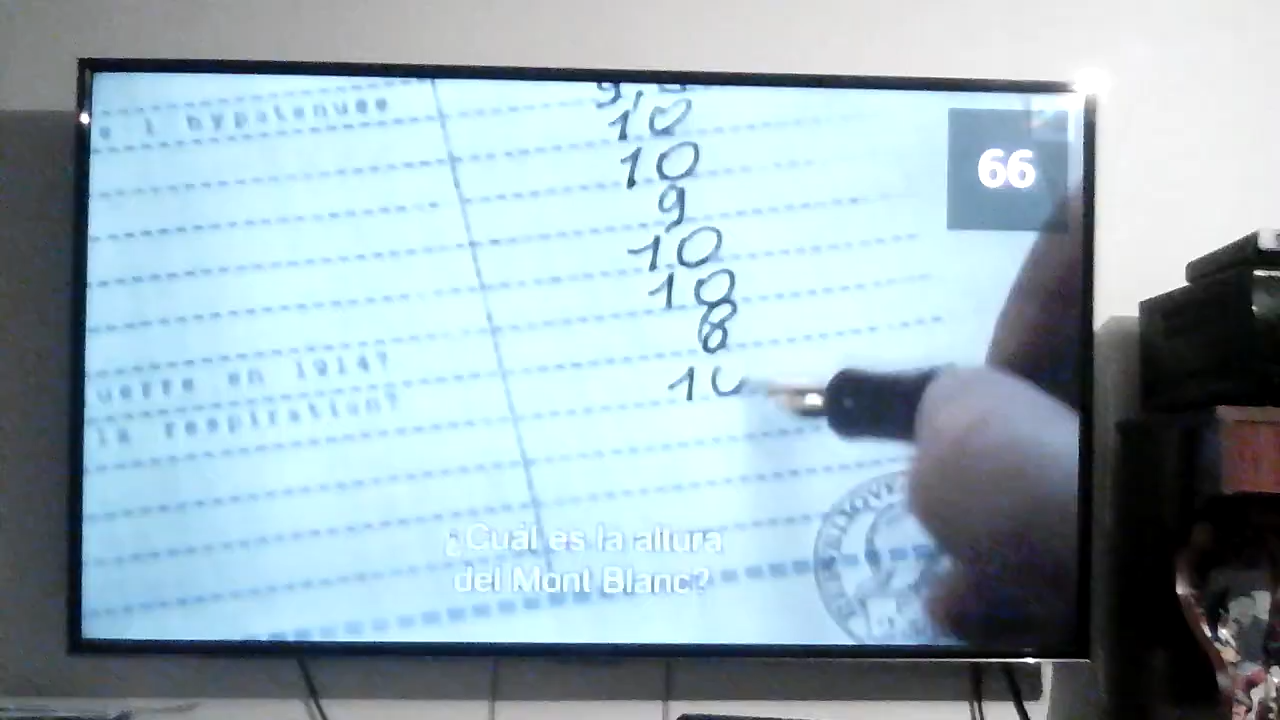 hypotenuse
10
66
10
9
10
10
8
uerre en 1914?
10
la respiration?
¿Cuál es la altura
del Mont Blanc?